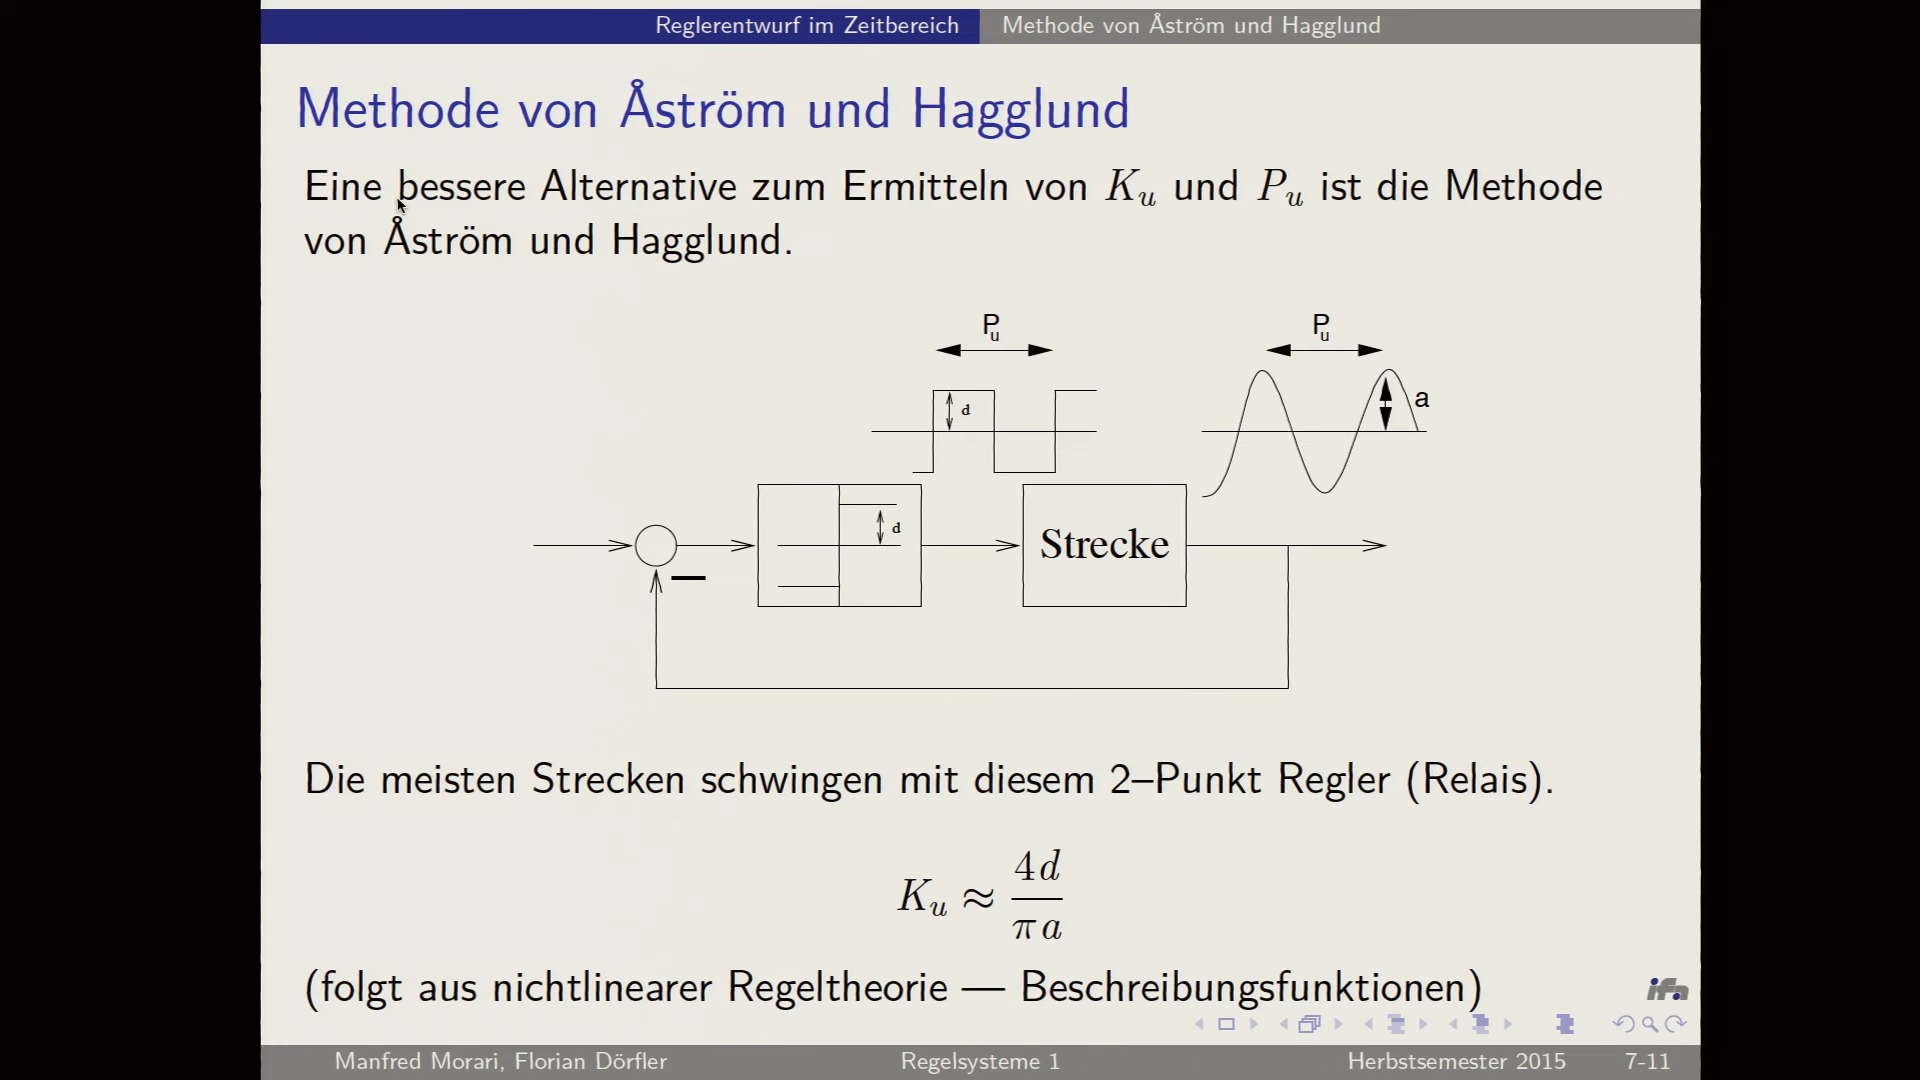 Reglerentwurf im Zeitbereich Methode von Åström und Hagglund
Methode von Åström und Hagglund
Eine bessere Alternative zum Ermitteln von K_u und P_u ist die Methode
von Åström und Hagglund.
P_u P_u
d a
d
Strecke
Die meisten Strecken schwingen mit diesem 2–Punkt Regler (Relais).
K_u ≈ 4d / πa
(folgt aus nichtlinearer Regeltheorie — Beschreibungsfunktionen)
ifa
Manfred Morari, Florian Dörfler Regelsysteme 1 Herbstsemester 2015 7-11